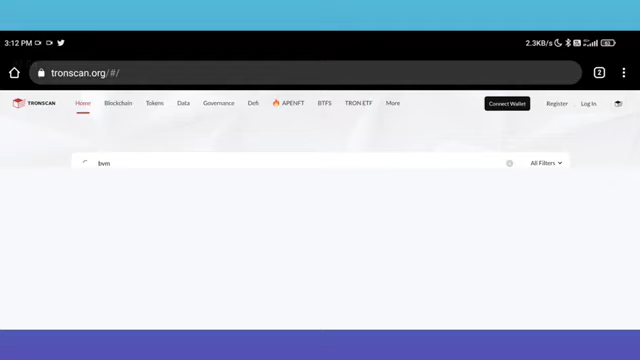 3:12 PM 2.3KB/s
tronscan.org/#/ 2
TRONSCAN Home Blockchain Tokens Data Governance Defi APENFT BTFS TRON ETF More Connect Wallet Register Log In
bvm All Filters